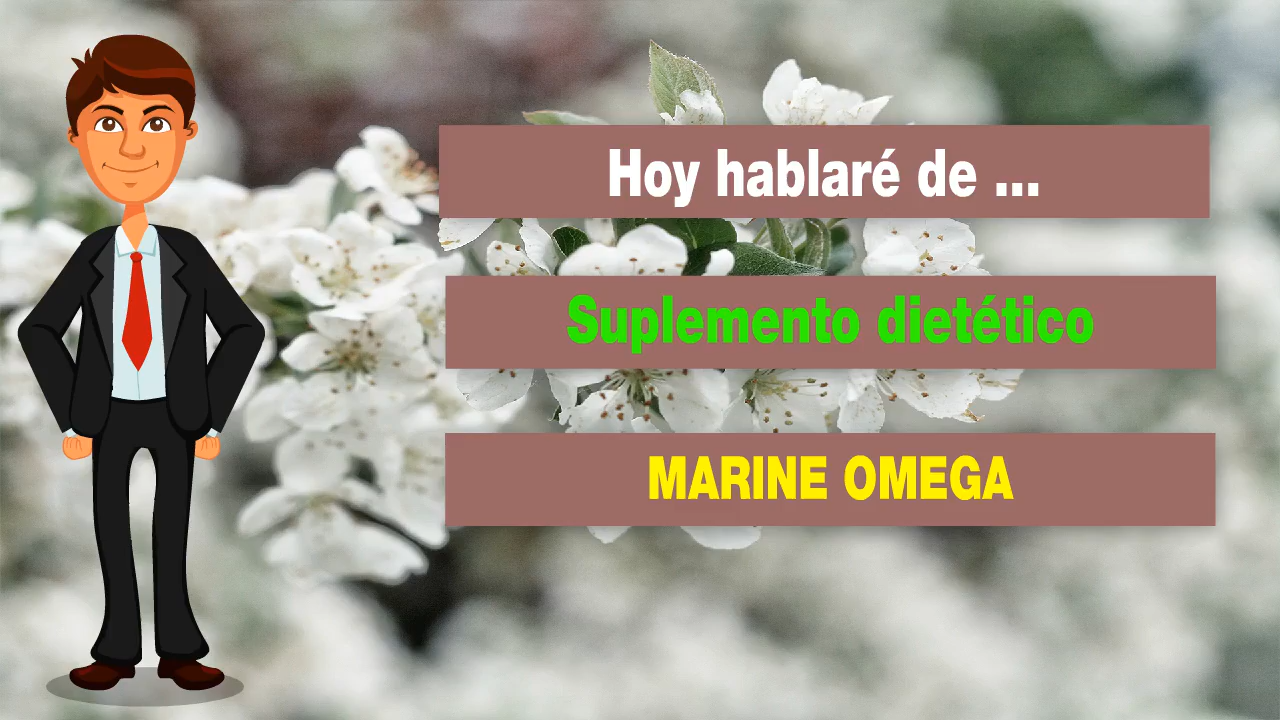 Hoy hablaré de ...
Suplemento dietético
MARINE OMEGA